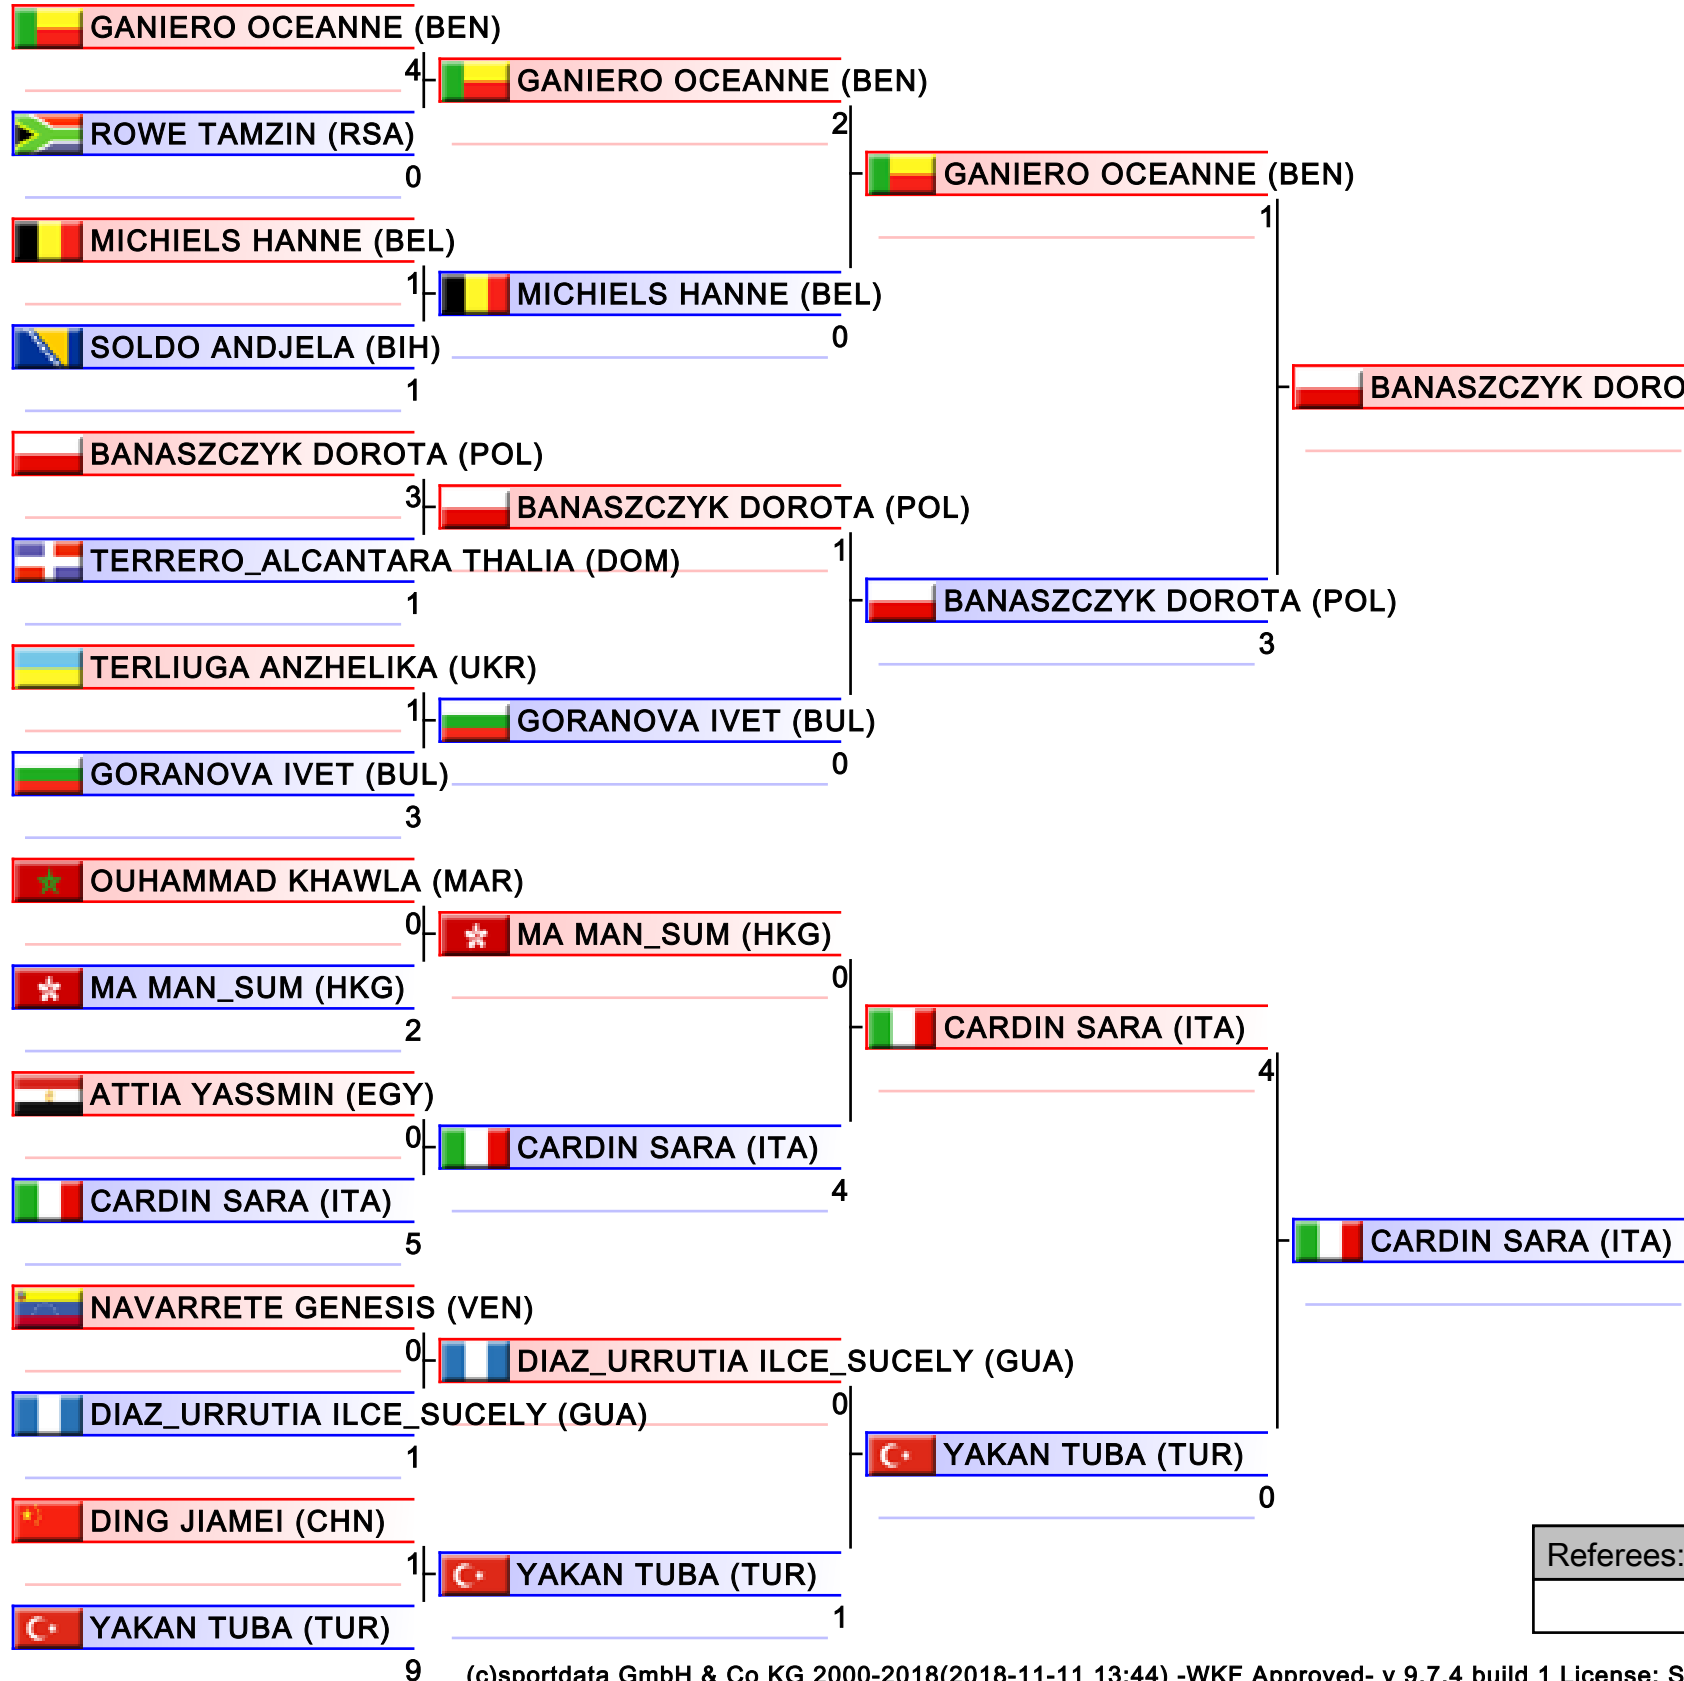 GANIERO OCEANNE (BEN)
4
ROWE TAMZIN (RSA)
0
MICHIELS HANNE (BEL)
1
SOLDO ANDJELA (BIH)
1
BANASZCZYK DOROTA (POL)
3
TERRERO_ALCANTARA THALIA (DOM)
1
TERLIUGA ANZHELIKA (UKR)
1
GORANOVA IVET (BUL)
3
OUHAMMAD KHAWLA (MAR)
0
MA MAN_SUM (HKG)
2
ATTIA YASSMIN (EGY)
0
CARDIN SARA (ITA)
5
NAVARRETE GENESIS (VEN)
0
DIAZ_URRUTIA ILCE_SUCELY (GUA)
1
DING JIAMEI (CHN)
1
YAKAN TUBA (TUR)
9
GANIERO OCEANNE (BEN)
2
MICHIELS HANNE (BEL)
0
BANASZCZYK DOROTA (POL)
1
GORANOVA IVET (BUL)
0
MA MAN_SUM (HKG)
0
CARDIN SARA (ITA)
4
DIAZ_URRUTIA ILCE_SUCELY (GUA)
0
YAKAN TUBA (TUR)
1
GANIERO OCEANNE (BEN)
1
BANASZCZYK DOROTA (POL)
3
CARDIN SARA (ITA)
4
YAKAN TUBA (TUR)
0
BANASZCZYK DORO
CARDIN SARA (ITA)
Referees:
(c)sportdata GmbH & Co KG 2000-2018(2018-11-11 13:44) -WKF Approved- v 9.7.4 build 1 License: S